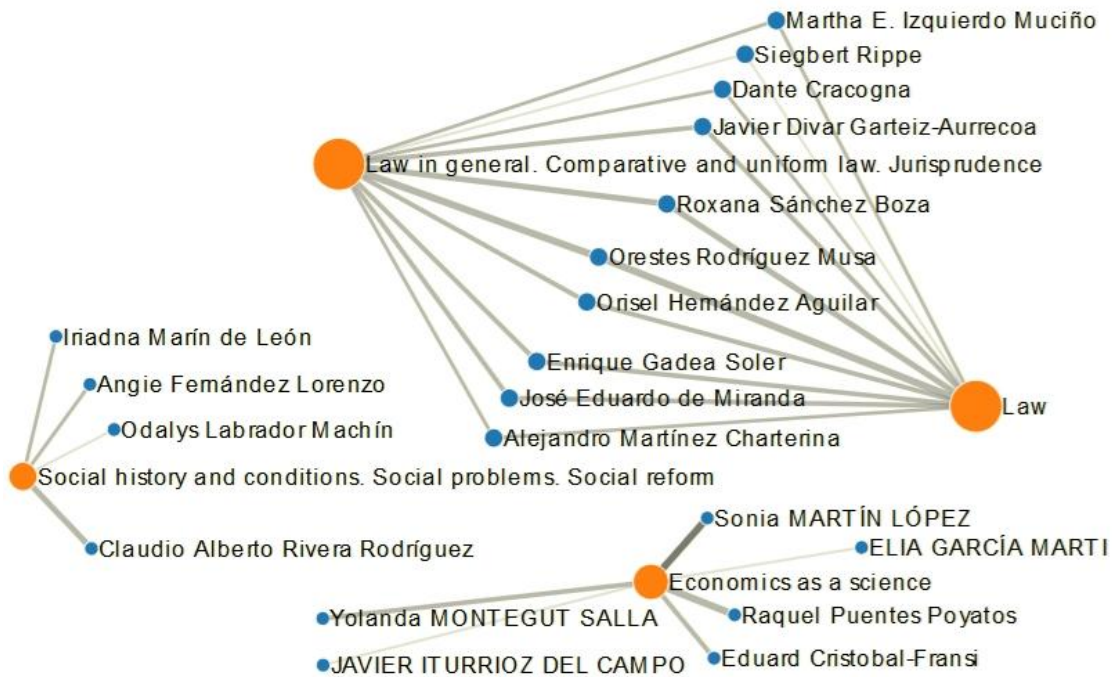 Martha E. Izquierdo Muciño
Siegbert Rippe
Dante Cracogna
Javier Divar Garteiz-Aurrecoa
Law in general. Comparative and uniform law. Jurisprudence
Roxana Sánchez Boza
Orestes Rodríguez Musa
Orisel Hernández Aguilar
Iriadna Marín de León
Enrique Gadea Soler
Angie Fernández Lorenzo
José Eduardo de Miranda
Law
Odalys Labrador Machín
Alejandro Martínez Charterina
Social history and conditions. Social problems. Social reform
Sonia MARTÍN LÓPEZ
Claudio Alberto Rivera Rodríguez
ELIA GARCÍA MARTI
Economics as a science
Yolanda MONTEGUT SALLA
Raquel Puentes Poyatos
JAVIER ITURRIOZ DEL CAMPO
Eduard Cristobal-Fransi